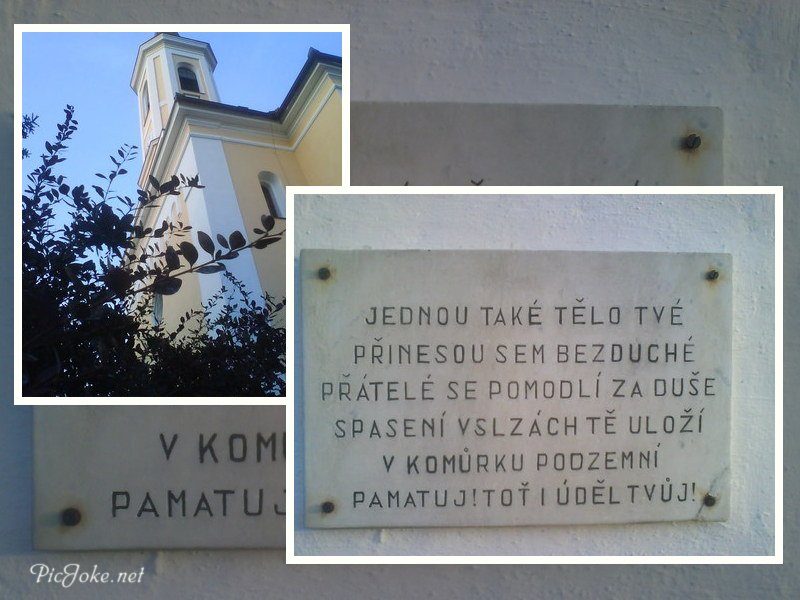 JEDNOU TAKÉ TĚLO TVÉ
PŘINESOU SEM BEZDUCHÉ
PŘÁTELÉ SE POMODLÍ ZA DUŠE
SPASENÍ VSLZÁCH TĚ ULOŽÍ
V KOMŮRKU PODZEMNÍ
PAMATUJ! TOŤ I ÚDĚL TVŮJ!
V KOMŮ
PAMATUJ!
PicJoke.net